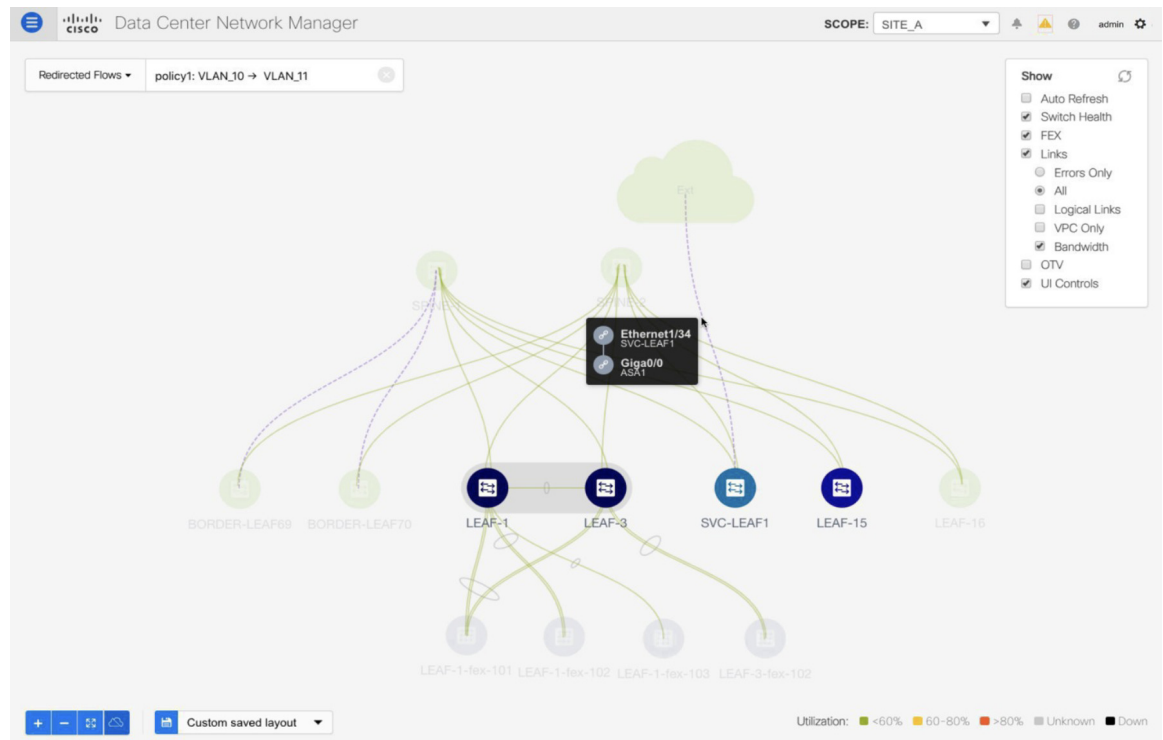 cisco Data Center Network Manager
SCOPE: SITE_A
admin
Redirected Flows
policy1: VLAN_10 → VLAN_11
Show
Auto Refresh
Switch Health
FEX
Links
Errors Only
All
Logical Links
VPC Only
Bandwidth
OTV
UI Controls
Ext
SPINE-2
Ethernet1/34
SVC-LEAF1
Giga0/0
ASA1
BORDER-LEAF69 BORDER-LEAF70 LEAF-1 LEAF-3 SVC-LEAF1 LEAF-15 LEAF-16
LEAF-1-fex-101 LEAF-1-fex-102 LEAF-1-fex-103 LEAF-3-fex-102
Custom saved layout
Utilization: <60% 60-80% >80% Unknown Down